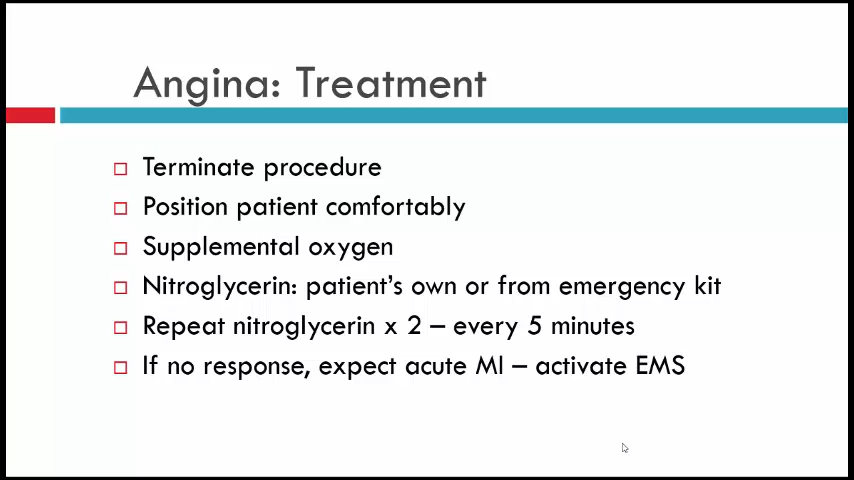 Angina: Treatment
Terminate procedure
Position patient comfortably
Supplemental oxygen
Nitroglycerin: patient’s own or from emergency kit
Repeat nitroglycerin x 2 – every 5 minutes
If no response, expect acute MI – activate EMS